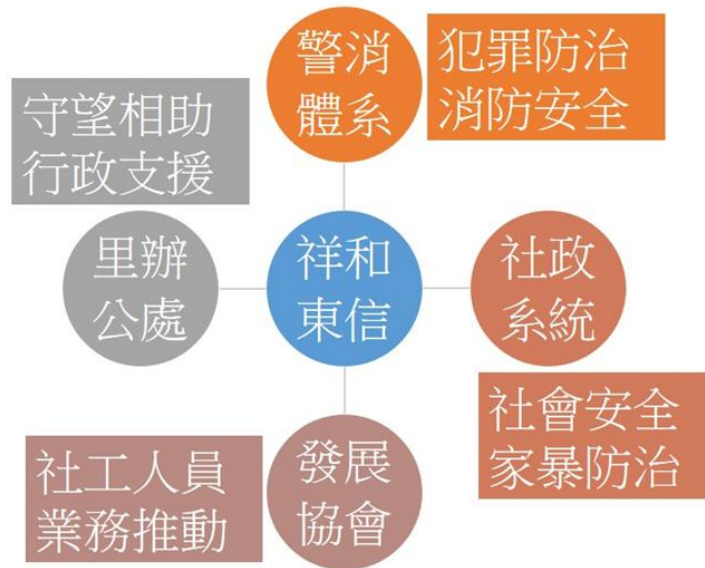 警消
體系
犯罪防治
消防安全
守望相助
行政支援
里辦
公處
祥和
東信
社政
系統
社會安全
家暴防治
社工人員
業務推動
發展
協會